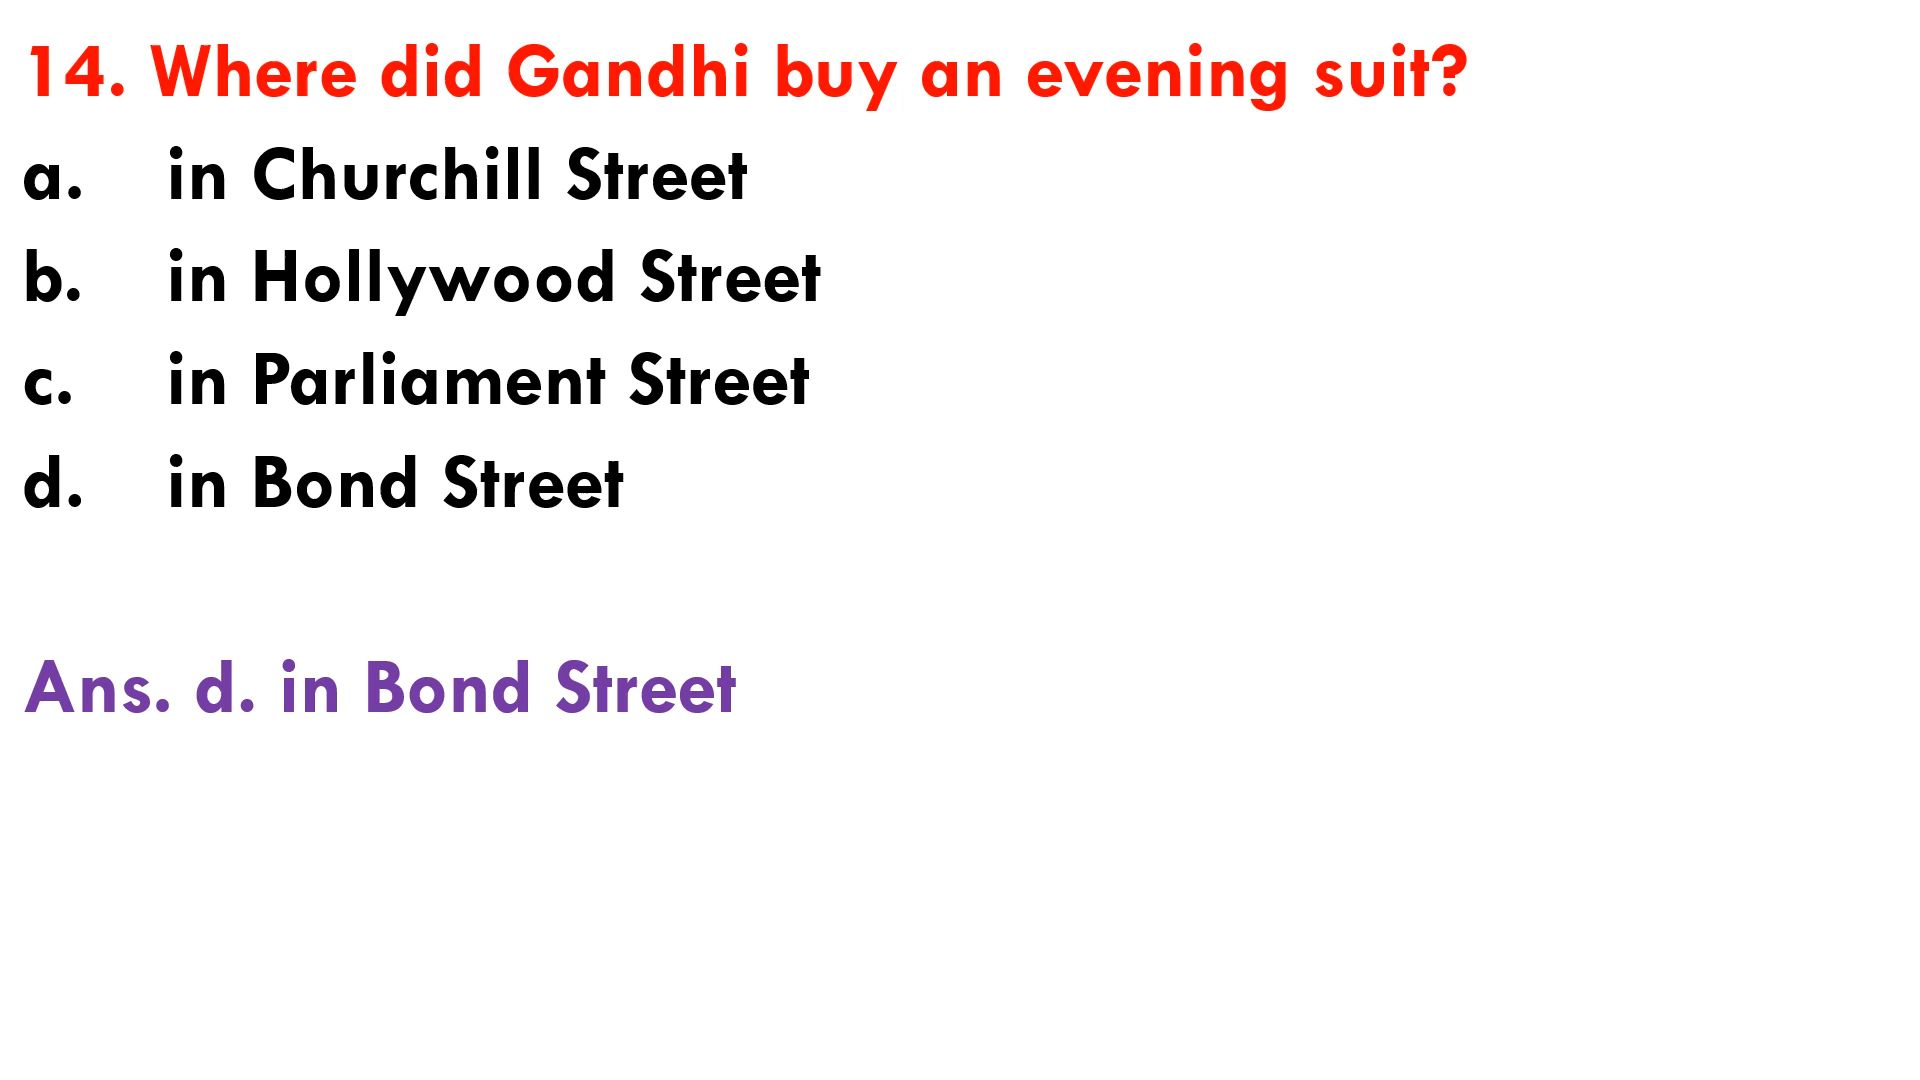 14. Where did Gandhi buy an evening suit?
a. in Churchill Street
b. in Hollywood Street
c. in Parliament Street
d. in Bond Street
Ans. d. in Bond Street